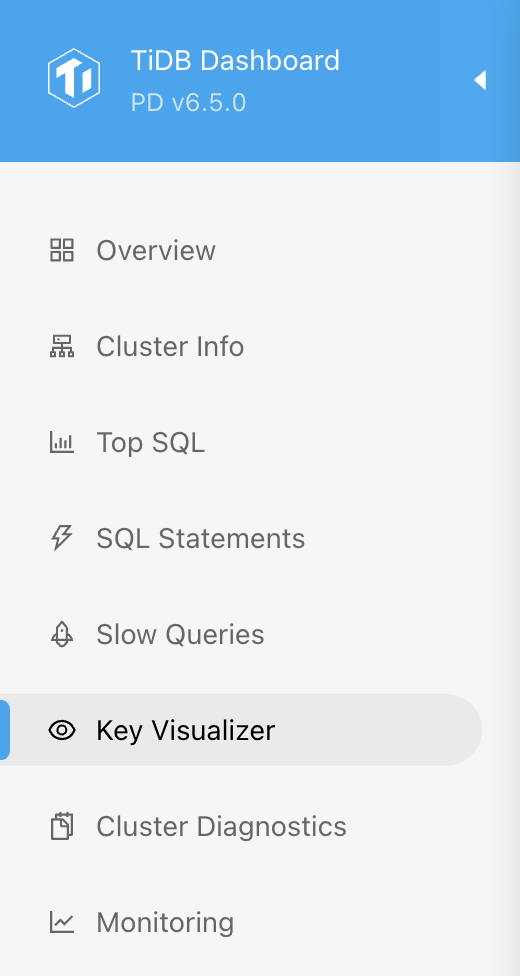 TiDB Dashboard
PD v6.5.0
Overview
Cluster Info
Top SQL
SQL Statements
Slow Queries
Key Visualizer
Cluster Diagnostics
Monitoring